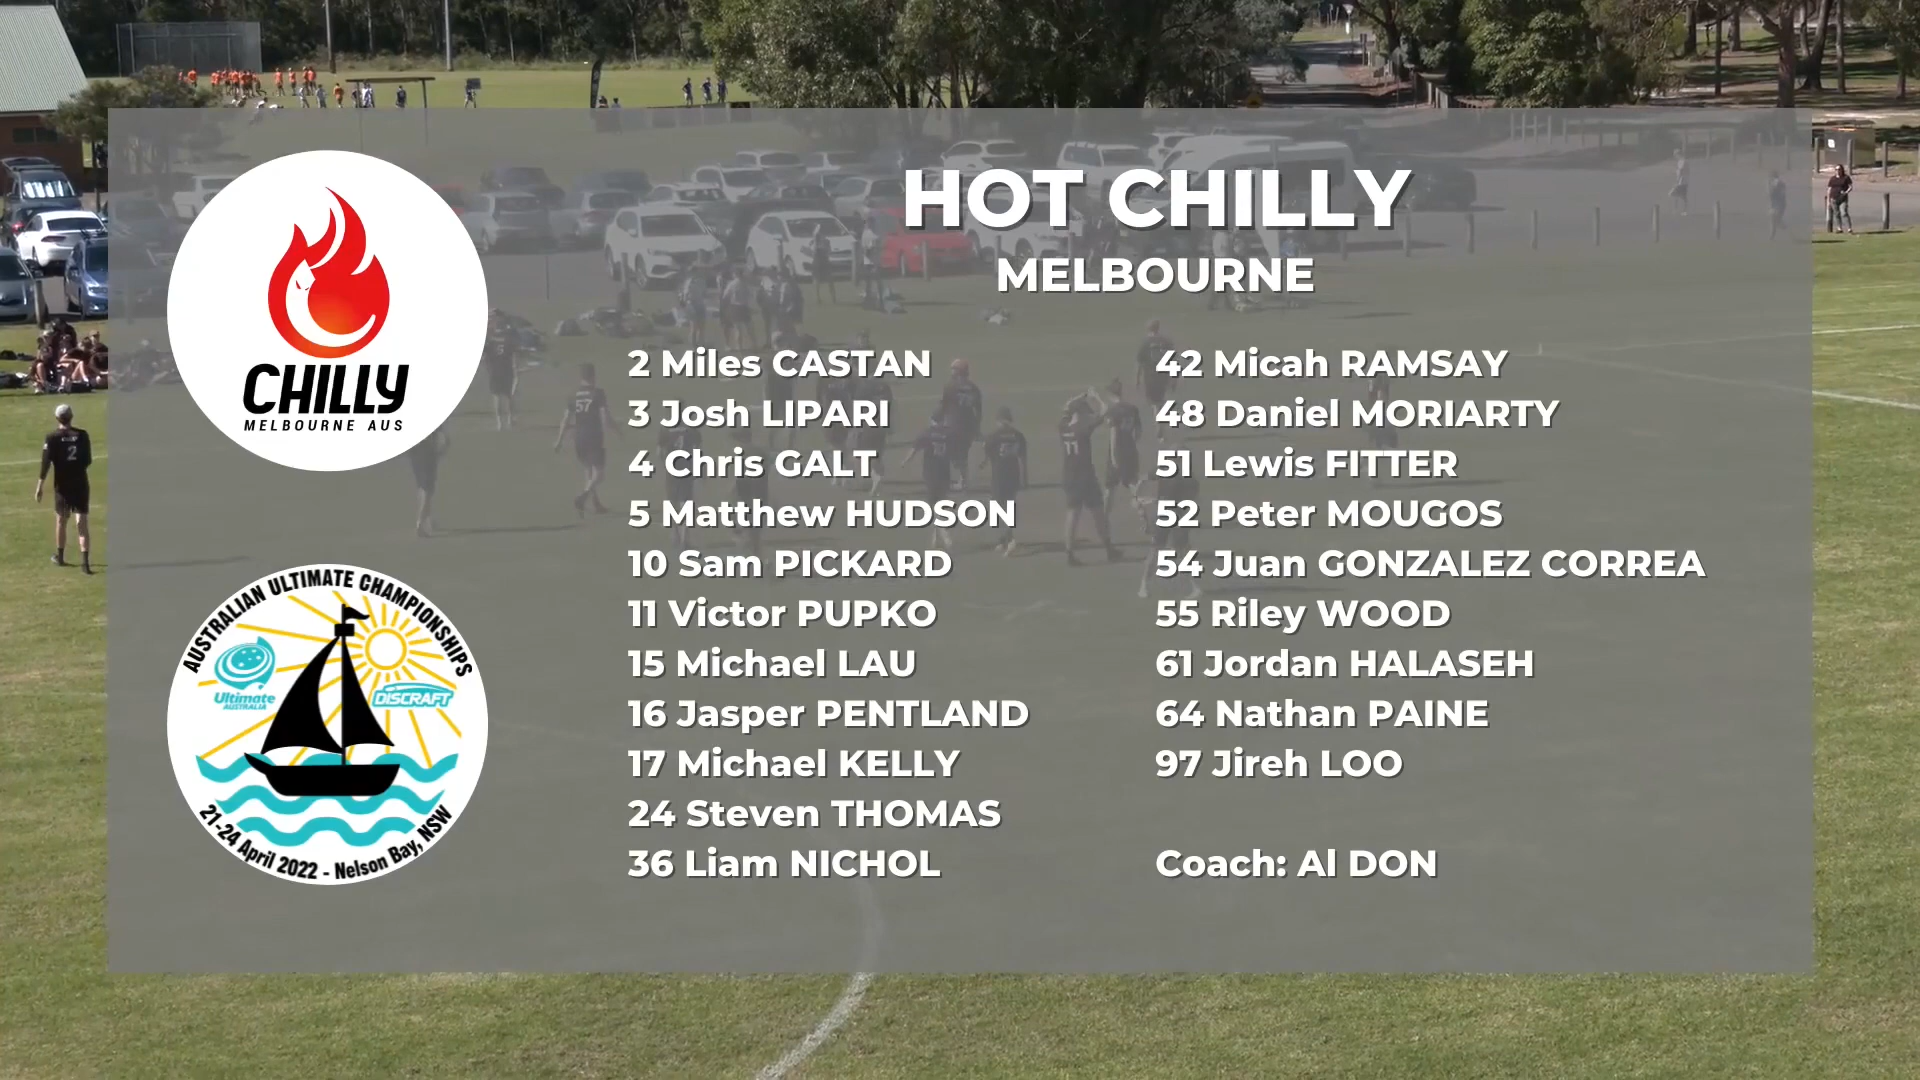 HOT CHILLY
MELBOURNE
CHILLY
MELBOURNE AUS
AUSTRALIAN ULTIMATE CHAMPIONSHIPS
Ultimate
AUSTRALIA
DISCRAFT
21-24 April 2022 - Nelson Bay, NSW
2 Miles CASTAN
3 Josh LIPARI
4 Chris GALT
5 Matthew HUDSON
10 Sam PICKARD
11 Victor PUPKO
15 Michael LAU
16 Jasper PENTLAND
17 Michael KELLY
24 Steven THOMAS
36 Liam NICHOL
42 Micah RAMSAY
48 Daniel MORIARTY
51 Lewis FITTER
52 Peter MOUGOS
54 Juan GONZALEZ CORREA
55 Riley WOOD
61 Jordan HALASEH
64 Nathan PAINE
97 Jireh LOO
Coach: Al DON
2
57
11